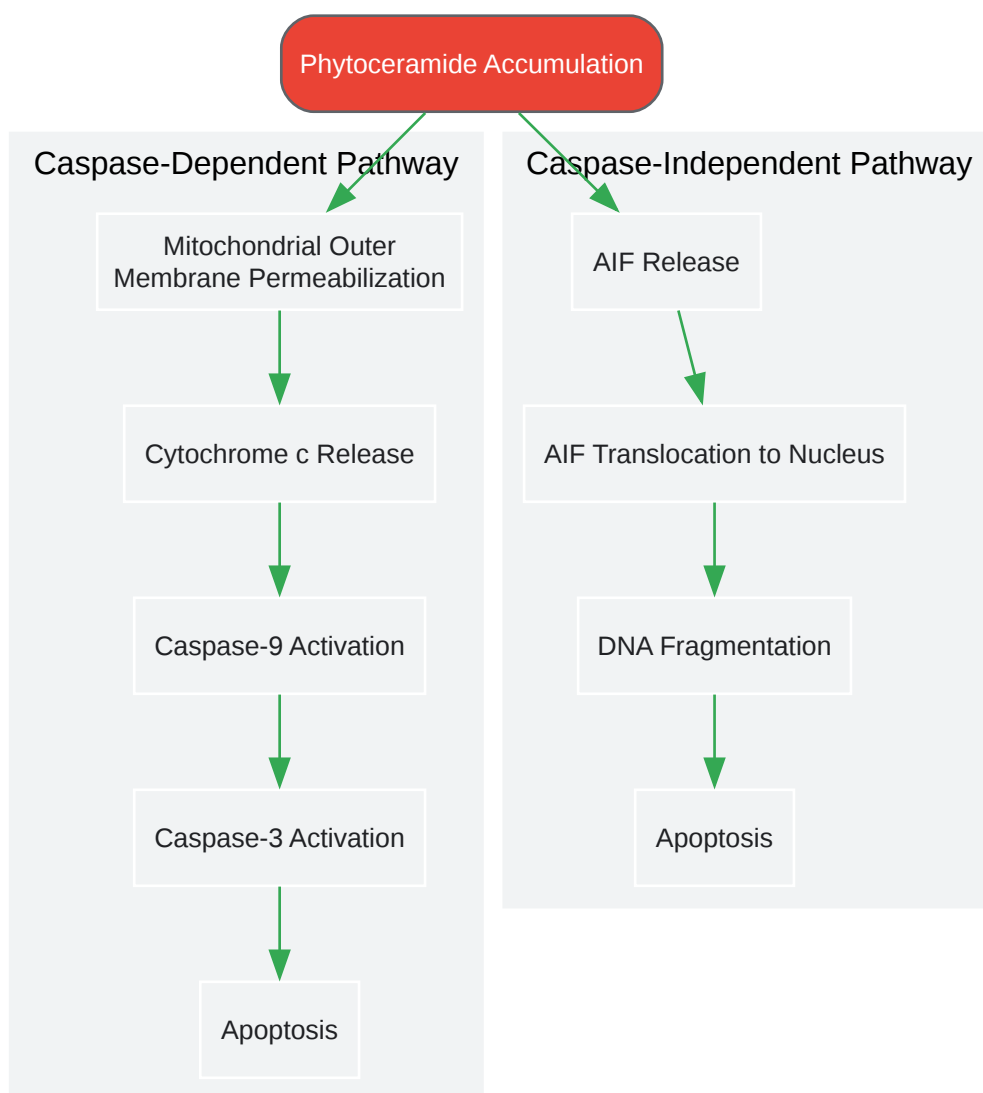 Phytoceramide Accumulation
Caspase-Dependent Pathway
Mitochondrial Outer
Membrane Permeabilization
Cytochrome c Release
Caspase-9 Activation
Caspase-3 Activation
Apoptosis
Caspase-Independent Pathway
AIF Release
AIF Translocation to Nucleus
DNA Fragmentation
Apoptosis